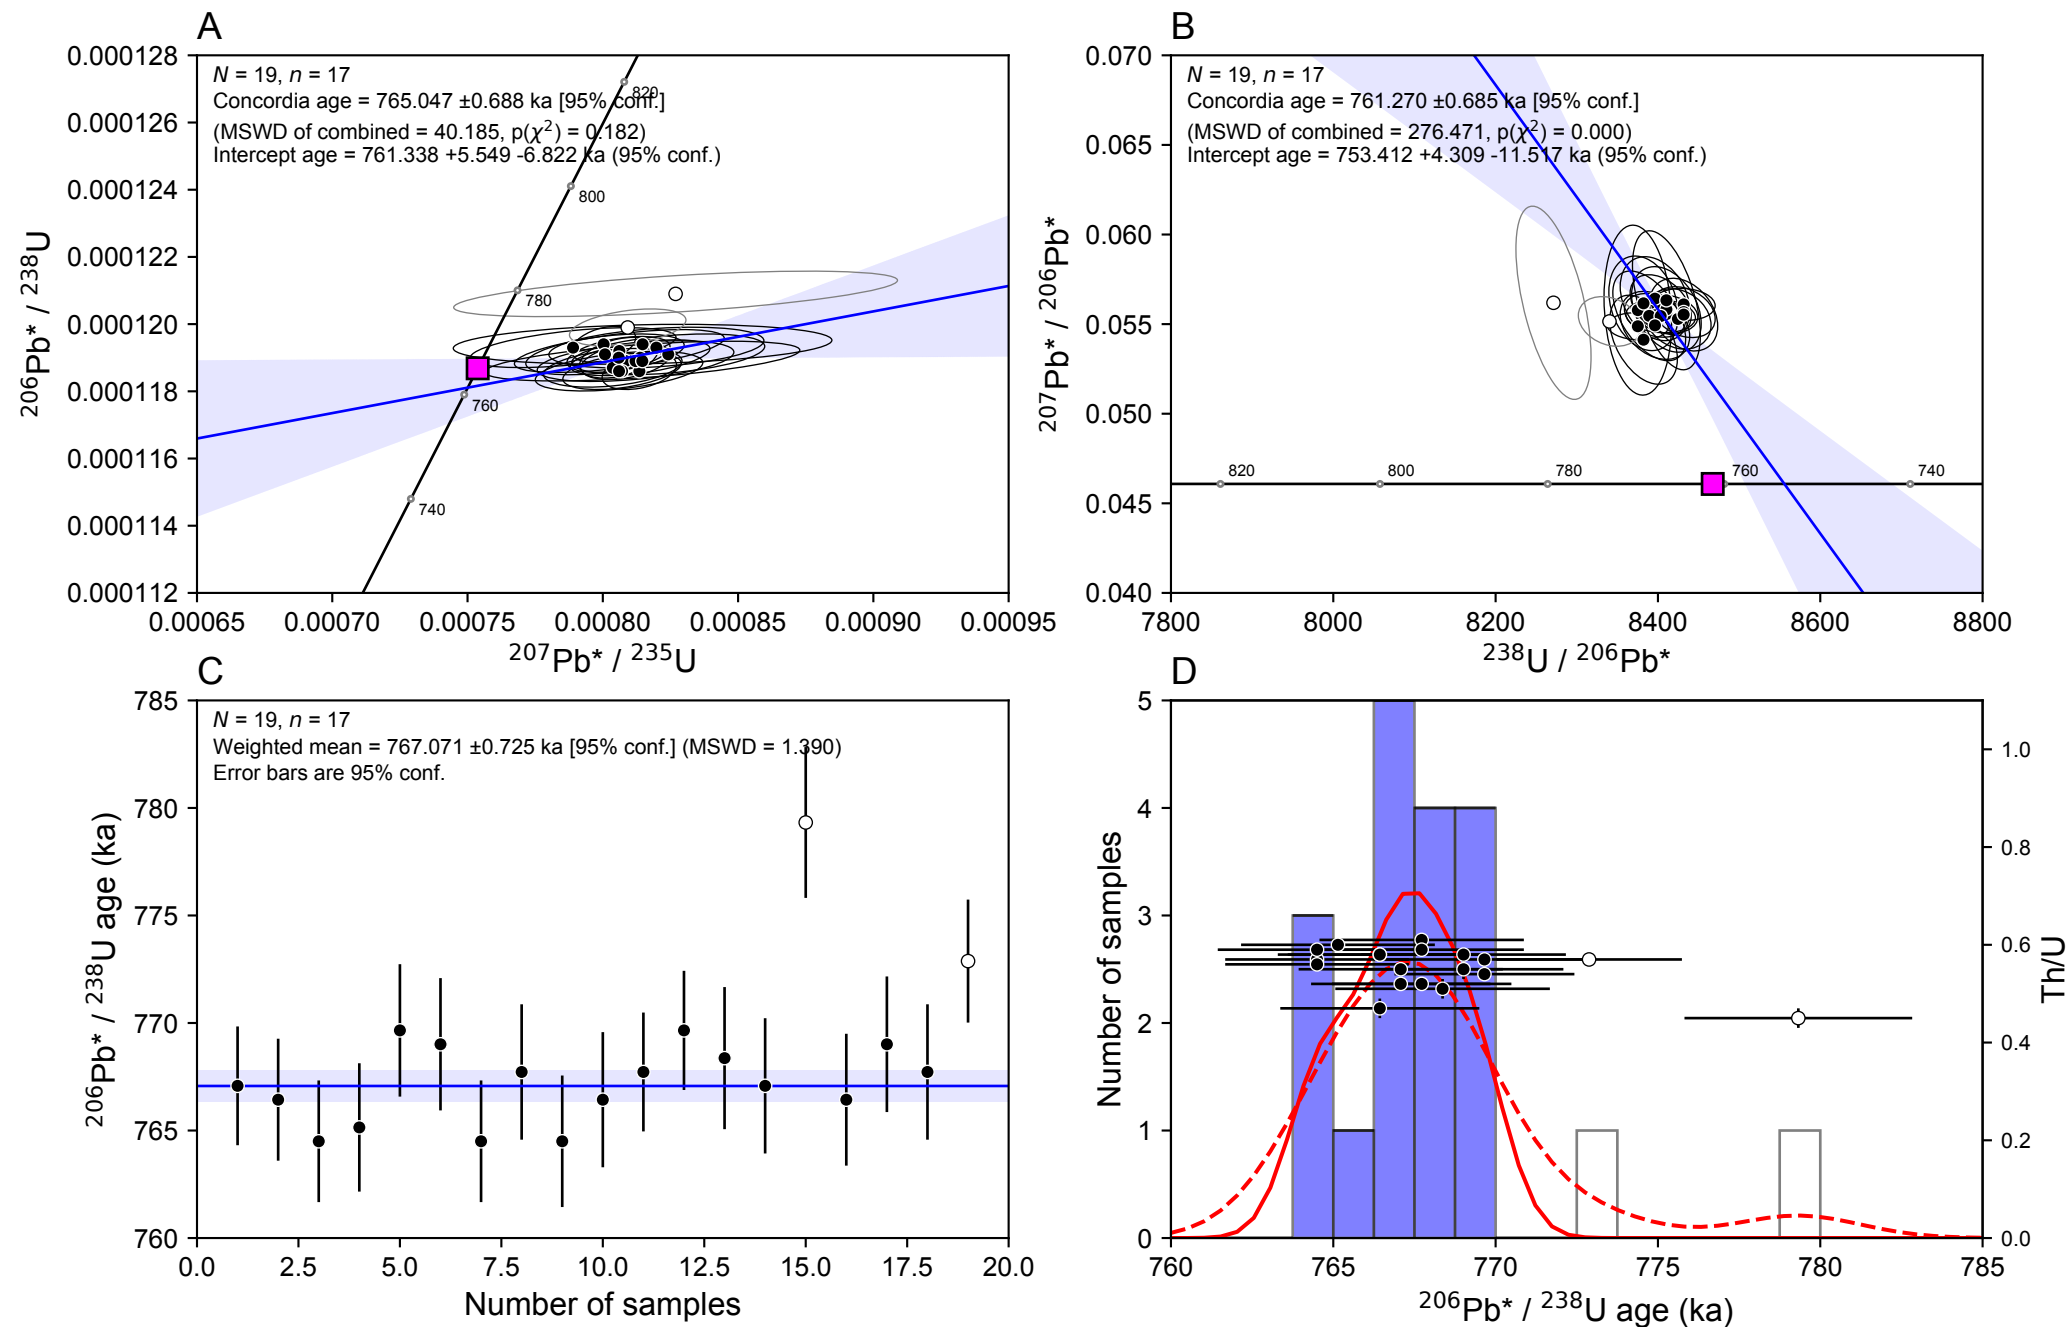 A
0.000128
0.000126
0.000124
0.000122
0.000120
0.000118
0.000116
0.000114
0.000112
206Pb* / 238U
N = 19, n = 17
Concordia age = 765.047 ±0.688 ka [95% conf.]
(MSWD of combined = 40.185, p(χ2) = 0.182)
Intercept age = 761.338 +5.549 -6.822 ka (95% conf.)
820
800
780
760
740
0.00065 0.00070 0.00075 0.00080 0.00085 0.00090 0.00095
207Pb* / 235U
B
0.070
0.065
0.060
0.055
0.050
0.045
0.040
207Pb* / 206Pb*
N = 19, n = 17
Concordia age = 761.270 ±0.685 ka [95% conf.]
(MSWD of combined = 276.471, p(χ2) = 0.000)
Intercept age = 753.412 +4.309 -11.517 ka (95% conf.)
820 800 780 760 740
7800 8000 8200 8400 8600 8800
238U / 206Pb*
C
785
780
775
770
765
760
206Pb* / 238U age (ka)
N = 19, n = 17
Weighted mean = 767.071 ±0.725 ka [95% conf.] (MSWD = 1.390)
Error bars are 95% conf.
0.0 2.5 5.0 7.5 10.0 12.5 15.0 17.5 20.0
Number of samples
D
5
4
3
2
1
0
Number of samples
1.0
0.8
0.6
0.4
0.2
0.0
Th/U
760 765 770 775 780 785
206Pb* / 238U age (ka)